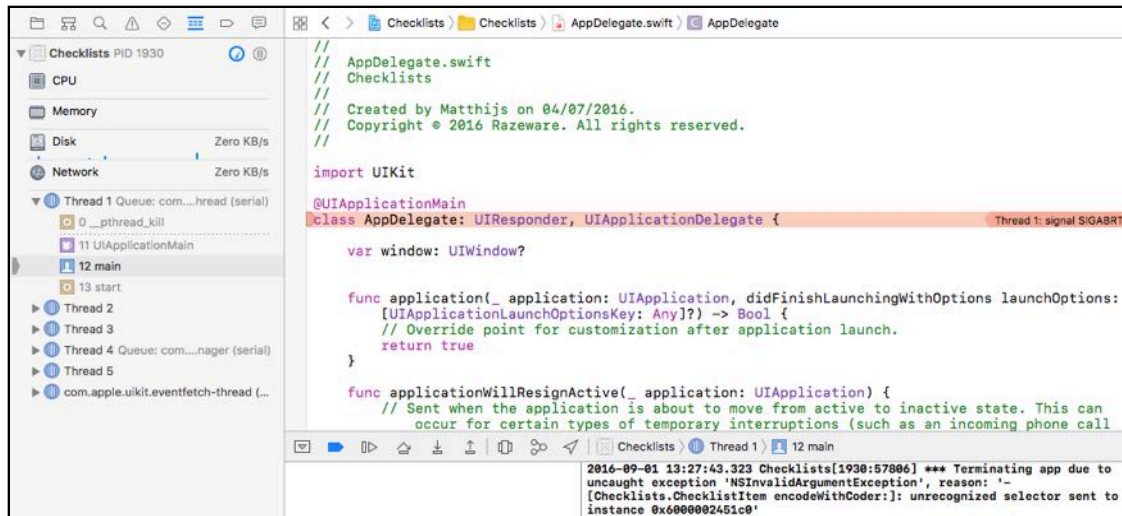 Checklists PID 1930
CPU
Memory
Disk Zero KB/s
Network Zero KB/s
Thread 1 Queue: com....hread (serial)
0 __pthread_kill
11 UIApplicationMain
12 main
13 start
Thread 2
Thread 3
Thread 4 Queue: com....nager (serial)
Thread 5
com.apple.uikit.eventfetch-thread (...
Checklists 〉 Checklists 〉 AppDelegate.swift 〉 C AppDelegate
//
// AppDelegate.swift
// Checklists
//
// Created by Matthijs on 04/07/2016.
// Copyright © 2016 Razeware. All rights reserved.
//
import UIKit
@UIApplicationMain
class AppDelegate: UIResponder, UIApplicationDelegate { Thread 1: signal SIGABRT
var window: UIWindow?
func application(_ application: UIApplication, didFinishLaunchingWithOptions launchOptions:
[UIApplicationLaunchOptionsKey: Any]?) -> Bool {
// Override point for customization after application launch.
return true
}
func applicationWillResignActive(_ application: UIApplication) {
// Sent when the application is about to move from active to inactive state. This can
occur for certain types of temporary interruptions (such as an incoming phone call
Checklists 〉 Thread 1 〉 12 main
2016-09-01 13:27:43.323 Checklists[1930:57806] *** Terminating app due to
uncaught exception 'NSInvalidArgumentException', reason: '-
[Checklists.ChecklistItem encodeWithCoder:]: unrecognized selector sent to
instance 0x6000002451c0'